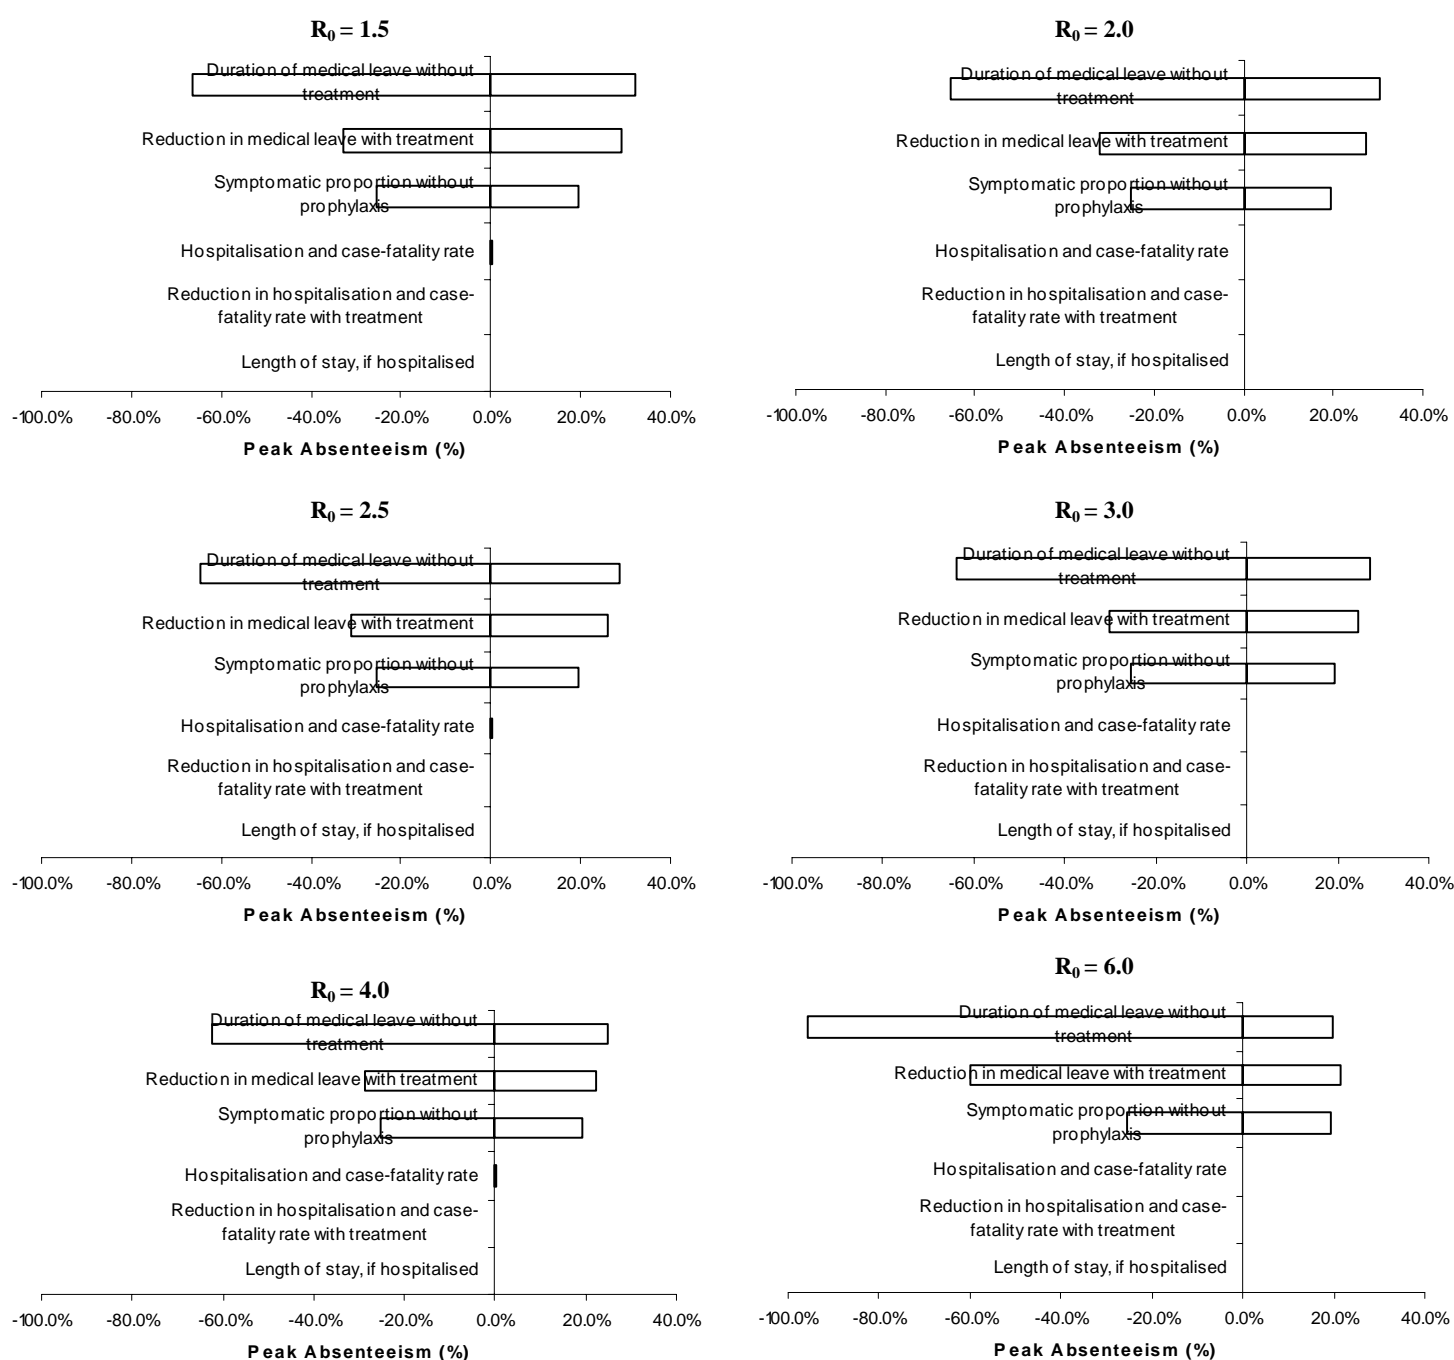 R₀ = 1.5
Duration of medical leave without
treatment
Reduction in medical leave with treatment
Symptomatic proportion without
prophylaxis
Hospitalisation and case-fatality rate
Reduction in hospitalisation and case-
fatality rate with treatment
Length of stay, if hospitalised
-100.0% -80.0% -60.0% -40.0% -20.0% 0.0% 20.0% 40.0%
Peak Absenteeism (%)
R₀ = 2.0
Duration of medical leave without
treatment
Reduction in medical leave with treatment
Symptomatic proportion without
prophylaxis
Hospitalisation and case-fatality rate
Reduction in hospitalisation and case-
fatality rate with treatment
Length of stay, if hospitalised
-100.0% -80.0% -60.0% -40.0% -20.0% 0.0% 20.0% 40.0%
Peak Absenteeism (%)
R₀ = 2.5
Duration of medical leave without
treatment
Reduction in medical leave with treatment
Symptomatic proportion without
prophylaxis
Hospitalisation and case-fatality rate
Reduction in hospitalisation and case-
fatality rate with treatment
Length of stay, if hospitalised
-100.0% -80.0% -60.0% -40.0% -20.0% 0.0% 20.0% 40.0%
Peak Absenteeism (%)
R₀ = 3.0
Duration of medical leave without
treatment
Reduction in medical leave with treatment
Symptomatic proportion without
prophylaxis
Hospitalisation and case-fatality rate
Reduction in hospitalisation and case-
fatality rate with treatment
Length of stay, if hospitalised
-100.0% -80.0% -60.0% -40.0% -20.0% 0.0% 20.0% 40.0%
Peak Absenteeism (%)
R₀ = 4.0
Duration of medical leave without
treatment
Reduction in medical leave with treatment
Symptomatic proportion without
prophylaxis
Hospitalisation and case-fatality rate
Reduction in hospitalisation and case-
fatality rate with treatment
Length of stay, if hospitalised
-100.0% -80.0% -60.0% -40.0% -20.0% 0.0% 20.0% 40.0%
Peak Absenteeism (%)
R₀ = 6.0
Duration of medical leave without
treatment
Reduction in medical leave with treatment
Symptomatic proportion without
prophylaxis
Hospitalisation and case-fatality rate
Reduction in hospitalisation and case-
fatality rate with treatment
Length of stay, if hospitalised
-100.0% -80.0% -60.0% -40.0% -20.0% 0.0% 20.0% 40.0%
Peak Absenteeism (%)